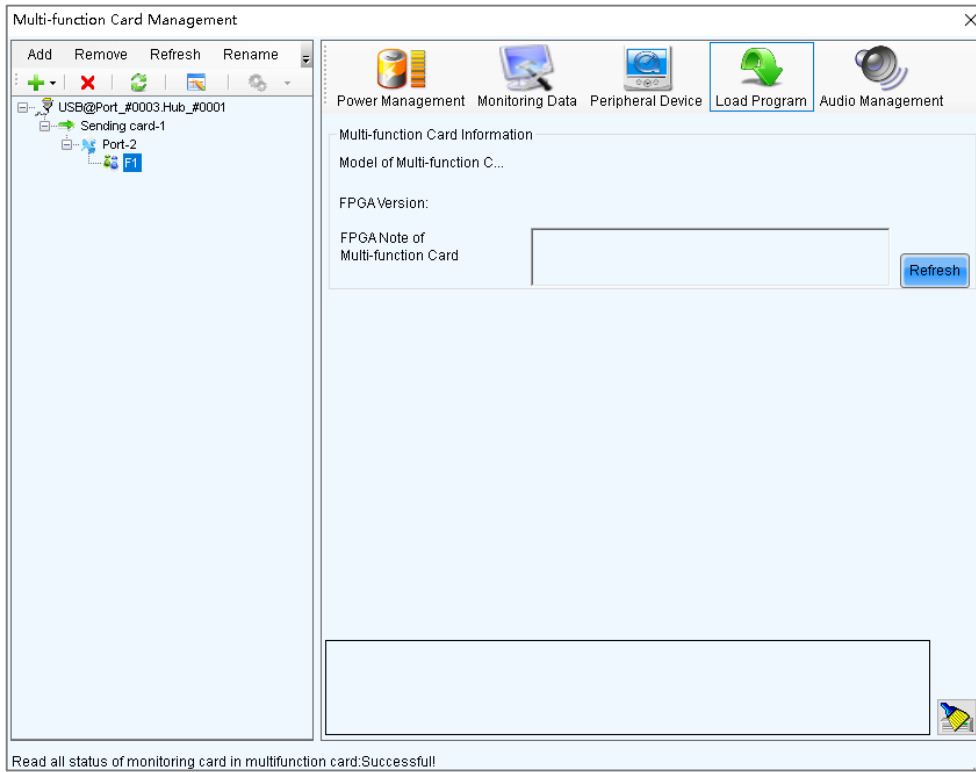 Multi-function Card Management
Add Remove Refresh Rename
USB@Port_#0003.Hub_#0001
Sending card-1
Port-2
F1
Power Management Monitoring Data Peripheral Device Load Program Audio Management
Multi-function Card Information
Model of Multi-function C...
FPGA Version:
FPGA Note of
Multi-function Card
Refresh
Read all status of monitoring card in multifunction card:Successful!